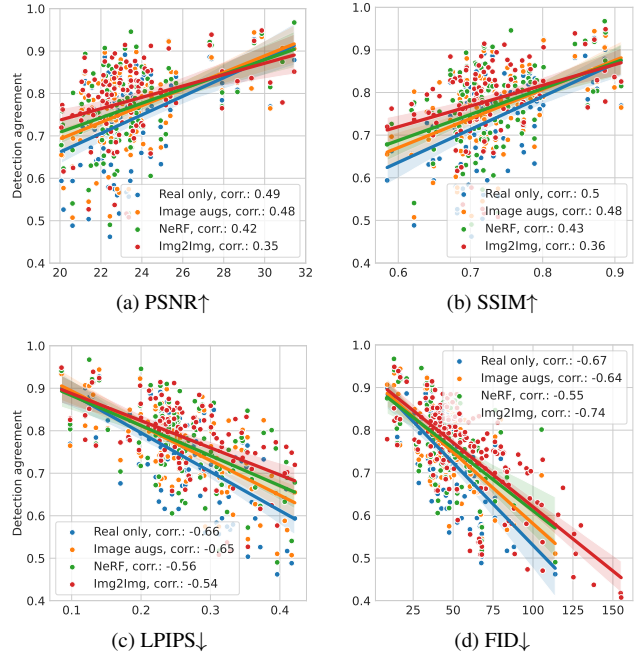 1.0
0.9
0.8
0.7
0.6
0.5
0.4
Detection agreement
Real only, corr.: 0.49
Image augs, corr.: 0.48
NeRF, corr.: 0.42
Img2Img, corr.: 0.35
20 22 24 26 28 30 32
(a) PSNR↑
1.0
0.9
0.8
0.7
0.6
0.5
0.4
Real only, corr.: 0.5
Image augs, corr.: 0.48
NeRF, corr.: 0.43
Img2Img, corr.: 0.36
0.6 0.7 0.8 0.9
(b) SSIM↑
1.0
0.9
0.8
0.7
0.6
0.5
0.4
Detection agreement
Real only, corr.: -0.66
Image augs, corr.: -0.65
NeRF, corr.: -0.56
Img2Img, corr.: -0.54
0.1 0.2 0.3 0.4
(c) LPIPS↓
1.0
0.9
0.8
0.7
0.6
0.5
0.4
Real only, corr.: -0.67
Image augs, corr.: -0.64
NeRF, corr.: -0.55
Img2Img, corr.: -0.74
25 50 75 100 125 150
(d) FID↓